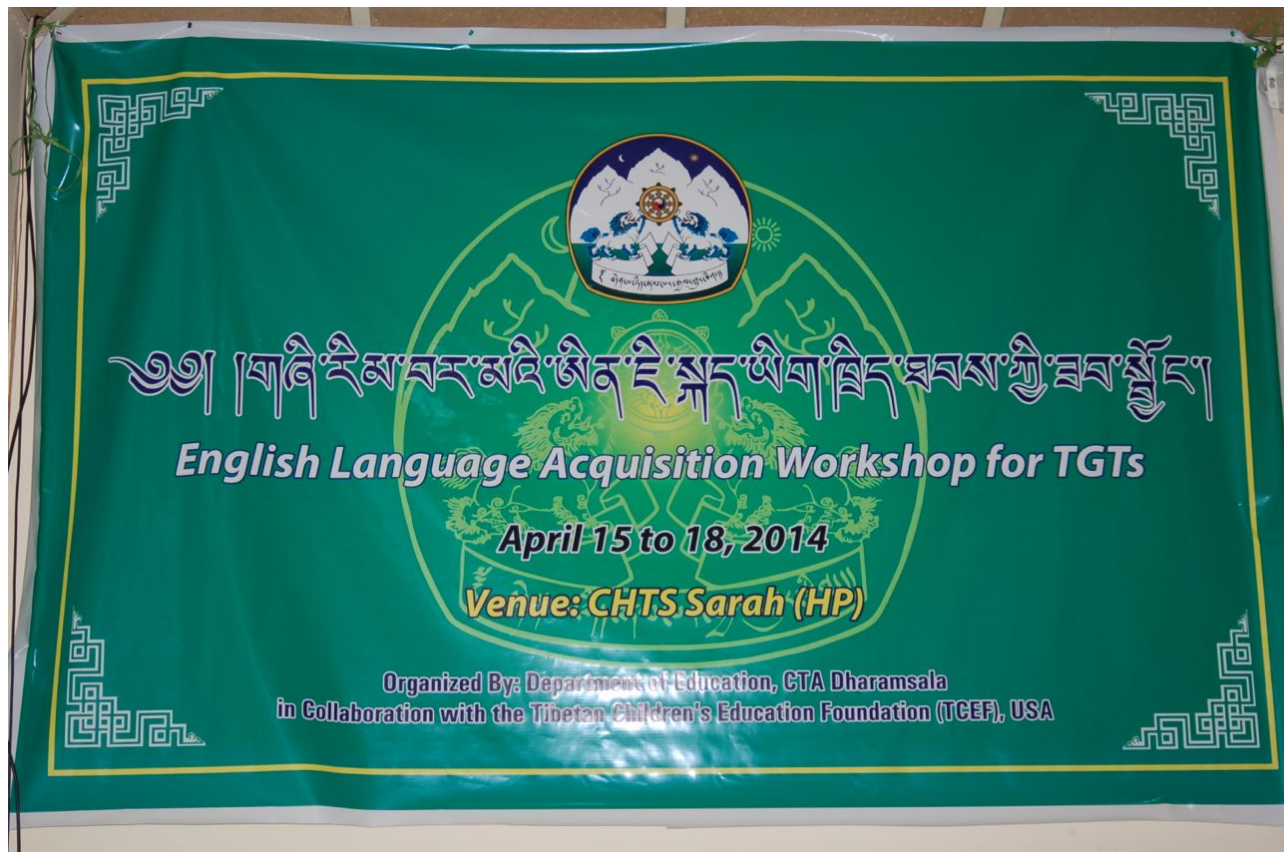 ༄༅། །གཞི་རིམ་བར་མའི་ཨིན་ཇི་སྐད་ཡིག་ཁྲིད་ཐབས་ཀྱི་ཟབ་སྦྱོང་།
English Language Acquisition Workshop for TGTs
April 15 to 18, 2014
Venue: CHTS Sarah (HP)
Organized By: Department of Education, CTA Dharamsala
in Collaboration with the Tibetan Children's Education Foundation (TCEF), USA